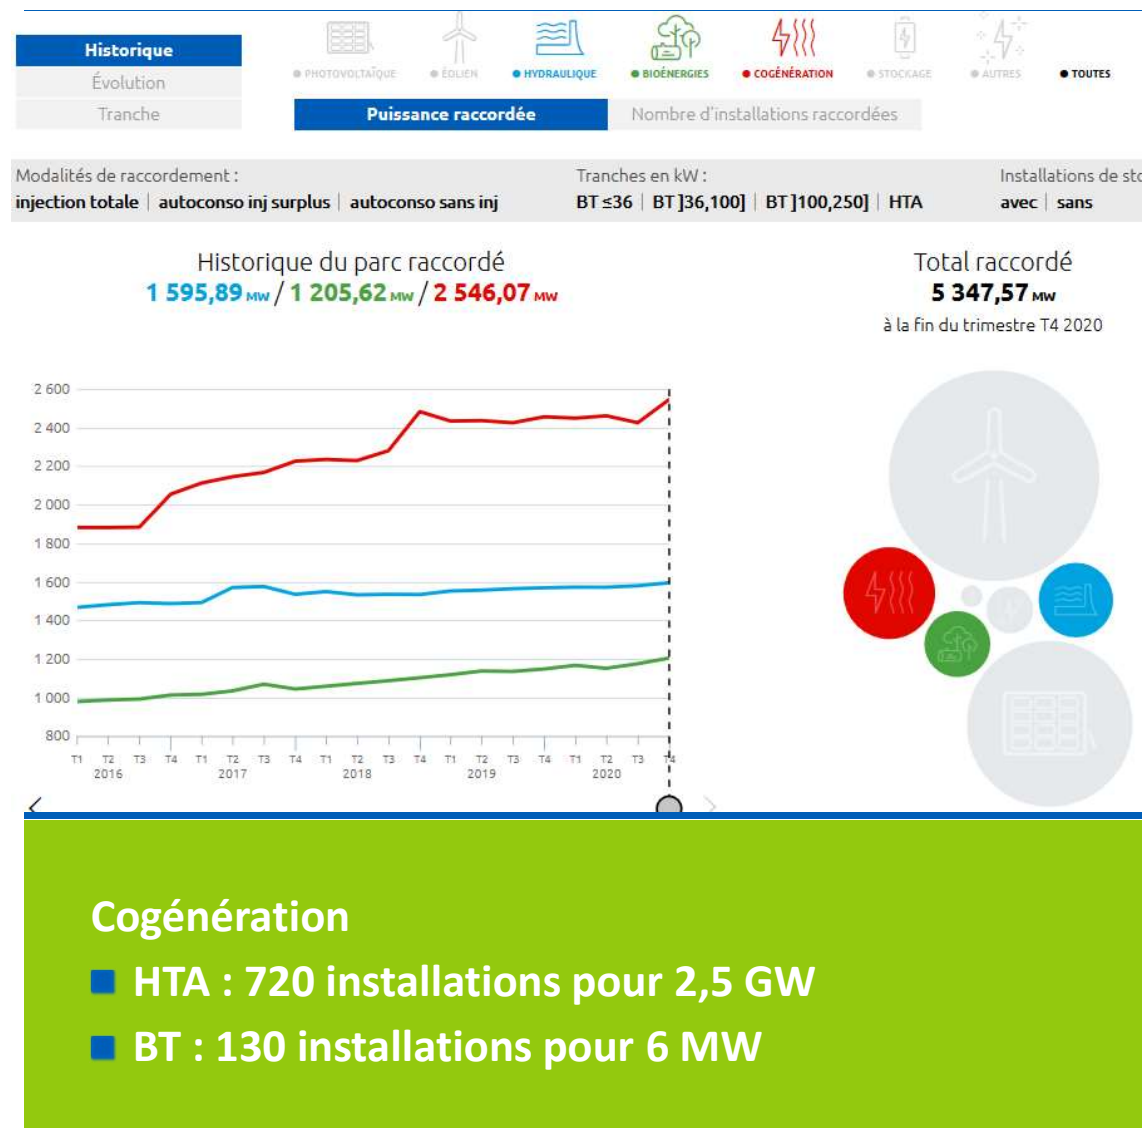 Historique
Évolution
Tranche
PHOTOVOLTAÏQUE
ÉOLIEN
HYDRAULIQUE
BIOÉNERGIES
COGÉNÉRATION
STOCKAGE
AUTRES
TOUTES
Puissance raccordée
Nombre d'installations raccordées
Modalités de raccordement :
injection totale | autoconso inj surplus | autoconso sans inj
Tranches en kW :
BT ≤36 | BT ]36,100] | BT ]100,250] | HTA
Installations de sto
avec | sans
Historique du parc raccordé
1 595,89 MW / 1 205,62 MW / 2 546,07 MW
Total raccordé
5 347,57 MW
à la fin du trimestre T4 2020
2 600
2 400
2 200
2 000
1 800
1 600
1 400
1 200
1 000
800
T1 T2 T3 T4 T1 T2 T3 T4 T1 T2 T3 T4 T1 T2 T3 T4 T1 T2 T3 T4
2016 2017 2018 2019 2020
Cogénération
HTA : 720 installations pour 2,5 GW
BT : 130 installations pour 6 MW